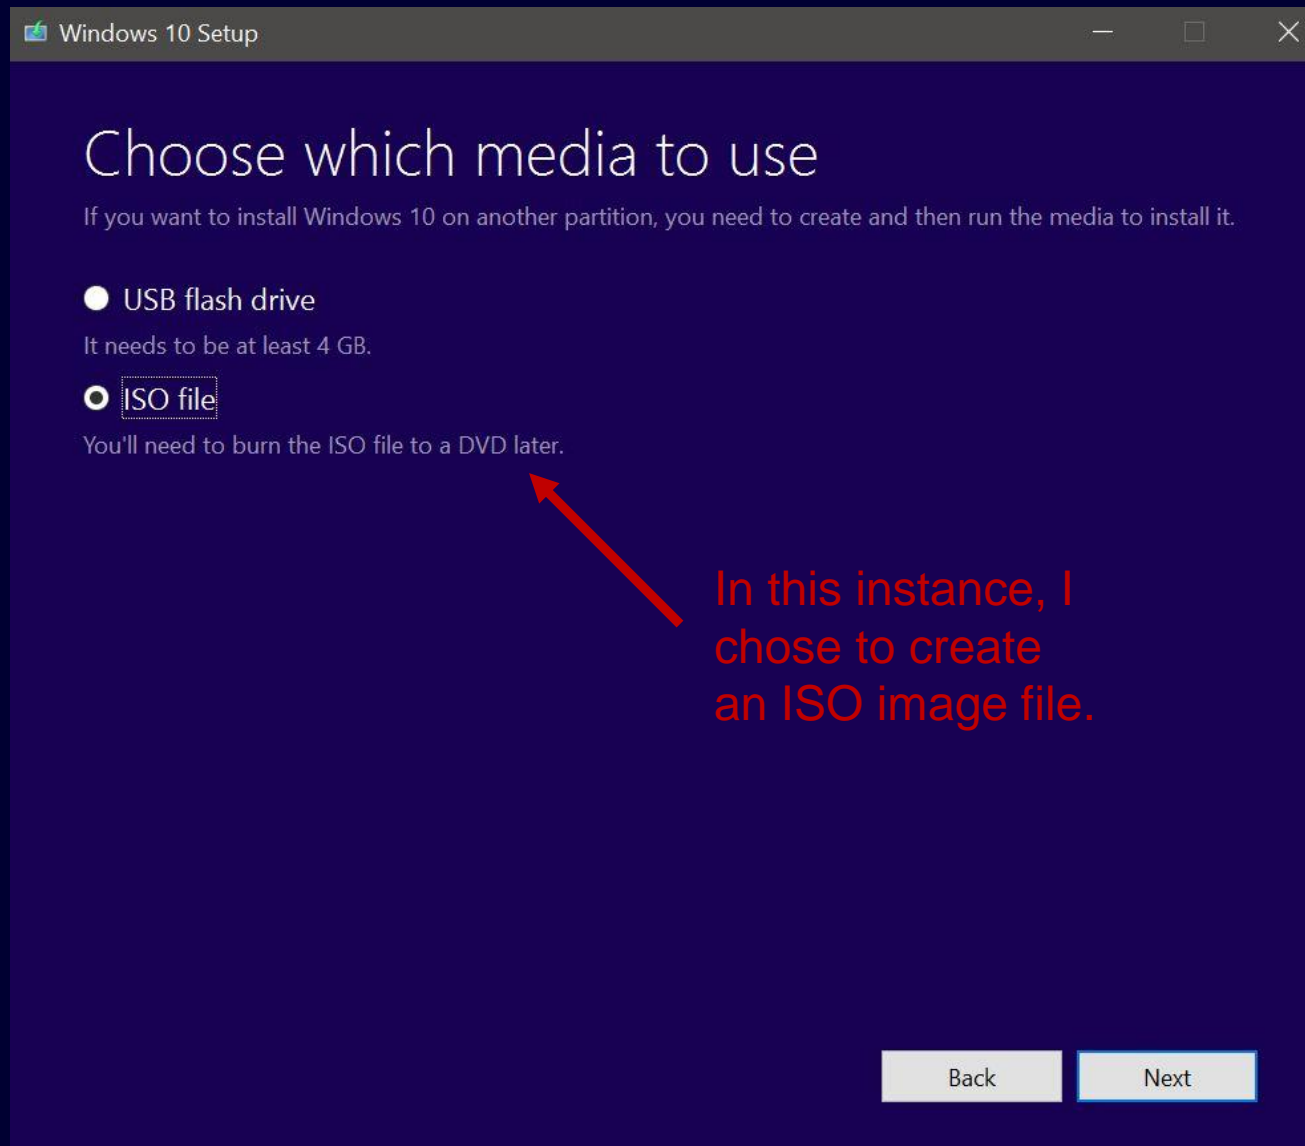 Windows 10 Setup
Choose which media to use
If you want to install Windows 10 on another partition, you need to create and then run the media to install it.
USB flash drive
It needs to be at least 4 GB.
ISO file
You'll need to burn the ISO file to a DVD later.
In this instance, I
chose to create
an ISO image file.
Back
Next